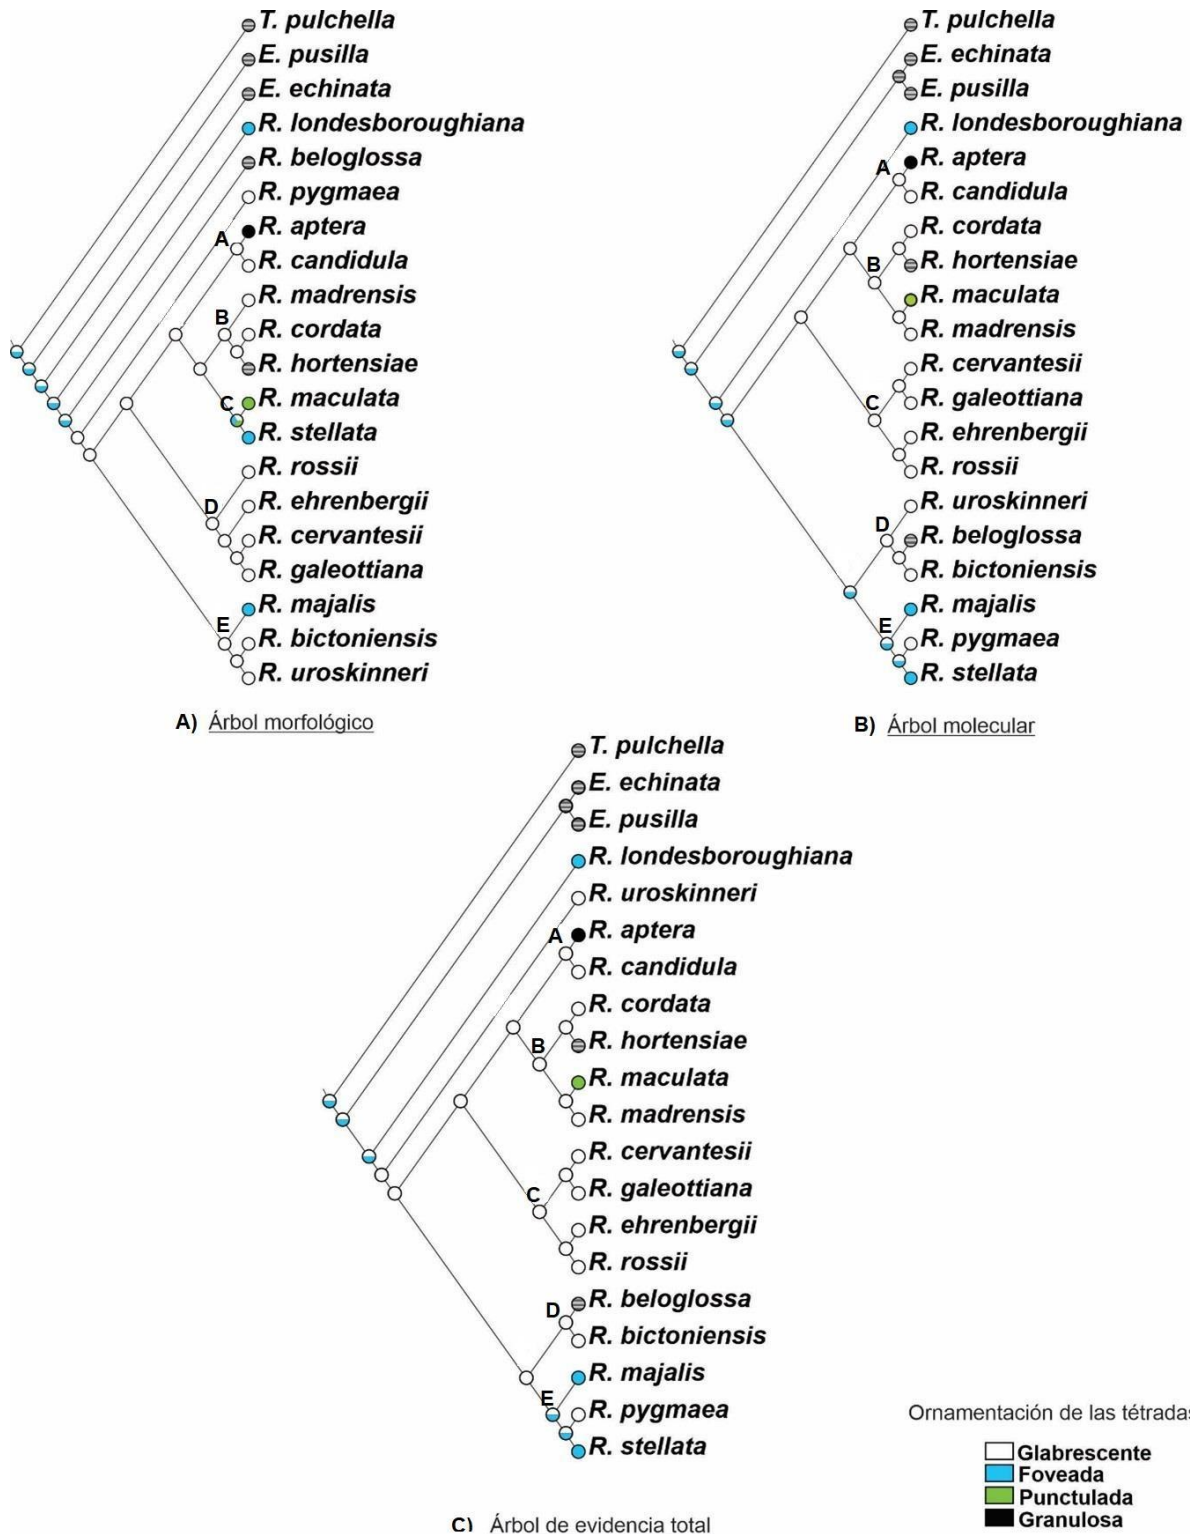 T. pulchella
E. pusilla
E. echinata
R. londesboroughiana
R. beloglossa
R. pygmaea
R. aptera
A
R. candidula
R. madrensis
B
R. cordata
R. hortensiae
R. maculata
C
R. stellata
R. rossii
R. ehrenbergii
D
R. cervantesii
R. galeottiana
R. majalis
E
R. bictoniensis
R. uroskinneri
A) Árbol morfológico
T. pulchella
E. echinata
E. pusilla
R. londesboroughiana
R. aptera
A
R. candidula
R. cordata
R. hortensiae
B
R. maculata
R. madrensis
R. cervantesii
R. galeottiana
C
R. ehrenbergii
R. rossii
R. uroskinneri
D
R. beloglossa
R. bictoniensis
R. majalis
E
R. pygmaea
R. stellata
B) Árbol molecular
T. pulchella
E. echinata
E. pusilla
R. londesboroughiana
R. uroskinneri
R. aptera
A
R. candidula
R. cordata
R. hortensiae
B
R. maculata
R. madrensis
R. cervantesii
R. galeottiana
C
R. ehrenbergii
R. rossii
R. beloglossa
D
R. bictoniensis
R. majalis
E
R. pygmaea
R. stellata
C) Árbol de evidencia total
Ornamentación de las tétradas
Glabrescente
Foveada
Punctulada
Granulosa